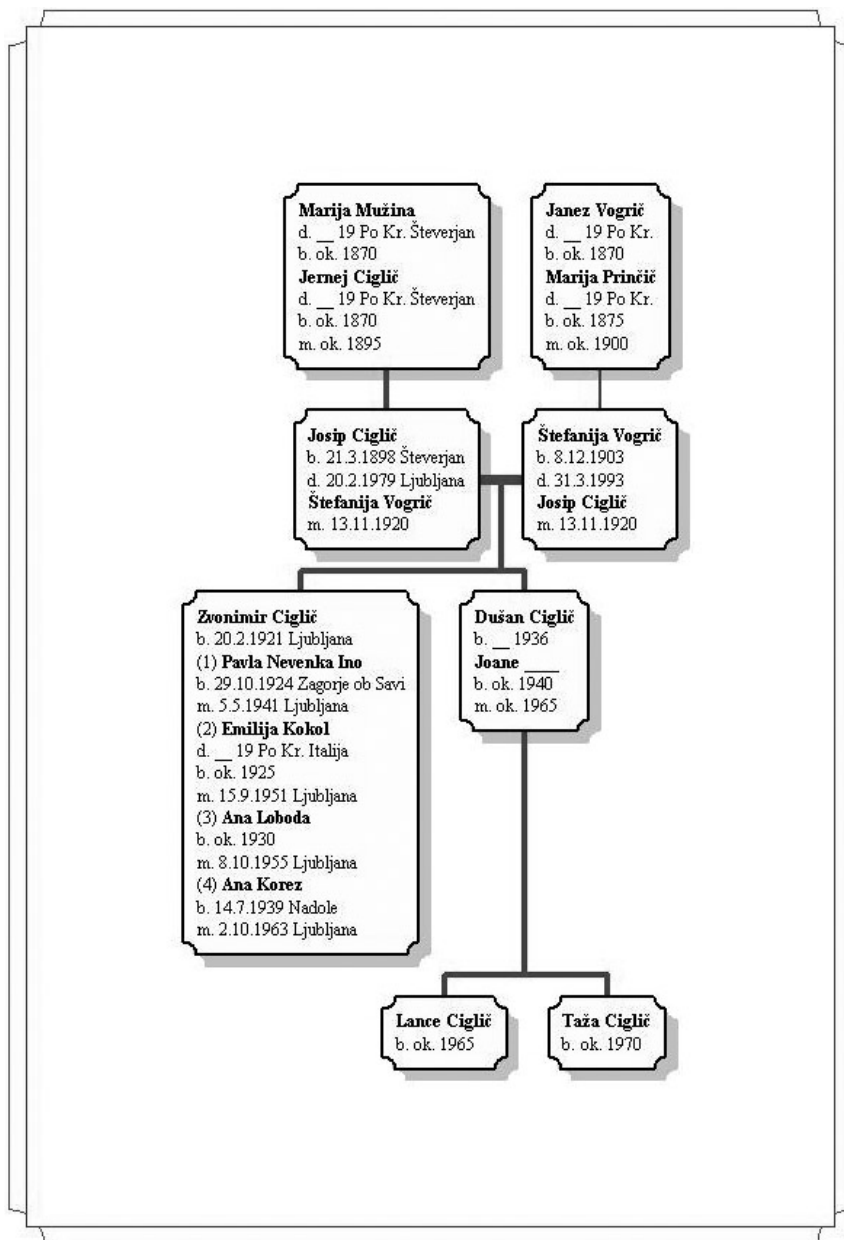 Marija Mužina
d. __ 19 Po Kr. Števerjan
b. ok. 1870
Jernej Ciglič
d. __ 19 Po Kr. Števerjan
b. ok. 1870
m. ok. 1895
Janez Vogrič
d. __ 19 Po Kr.
b. ok. 1870
Marija Prinčič
d. __ 19 Po Kr.
b. ok. 1875
m. ok. 1900
Josip Ciglič
b. 21.3.1898 Števerjan
d. 20.2.1979 Ljubljana
Štefanija Vogrič
m. 13.11.1920
Štefanija Vogrič
b. 8.12.1903
d. 31.3.1993
Josip Ciglič
m. 13.11.1920
Zvonimir Ciglič
b. 20.2.1921 Ljubljana
(1) Pavla Nevenka Ino
b. 29.10.1924 Zagorje ob Savi
m. 5.5.1941 Ljubljana
(2) Emilija Kokol
d. __ 19 Po Kr. Italija
b. ok. 1925
m. 15.9.1951 Ljubljana
(3) Ana Loboda
b. ok. 1930
m. 8.10.1955 Ljubljana
(4) Ana Korez
b. 14.7.1939 Nadole
m. 2.10.1963 Ljubljana
Dušan Ciglič
b. __ 1936
Joane ____
b. ok. 1940
m. ok. 1965
Lance Ciglič
b. ok. 1965
Taža Ciglič
b. ok. 1970